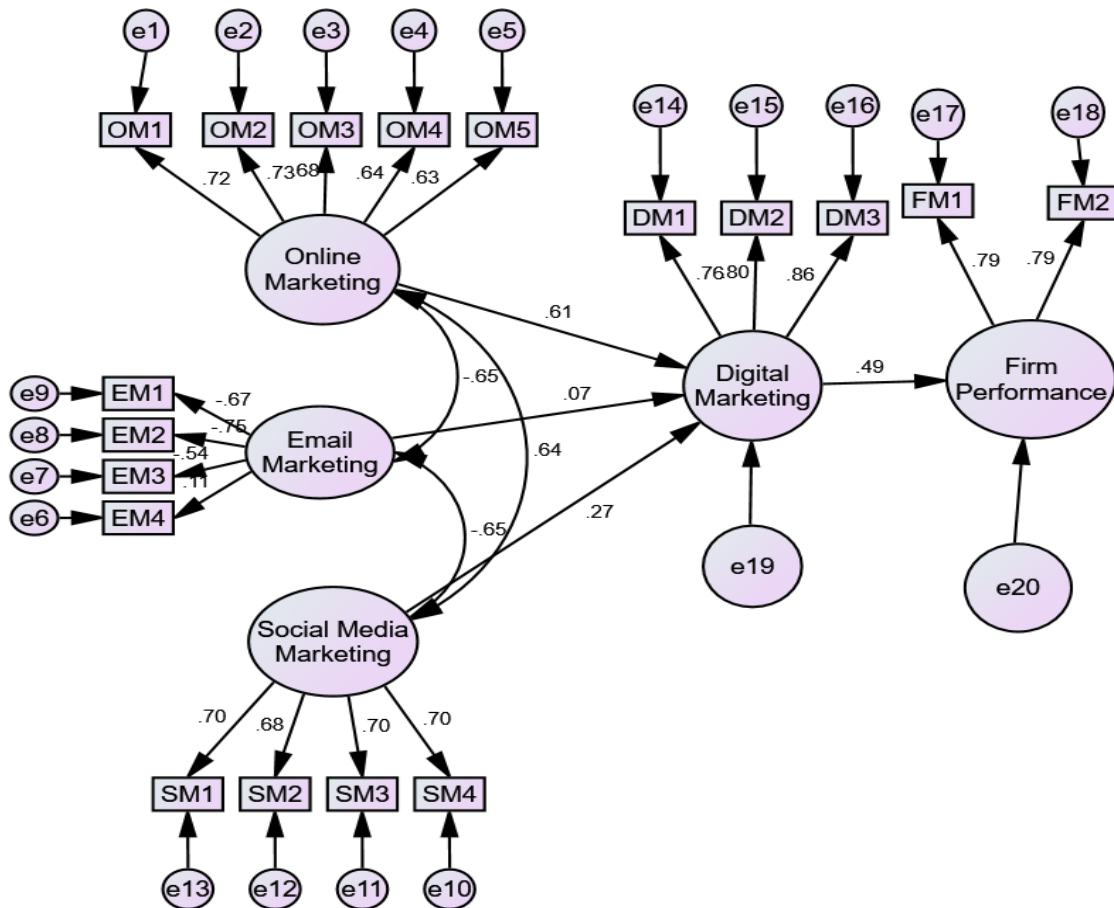 e1 e2 e3 e4 e5
OM1 OM2 OM3 OM4 OM5
.72 .73 .68 .64 .63
Online
Marketing
e14 e15 e16 e17 e18
DM1 DM2 DM3 FM1 FM2
.76 .80 .86 .79 .79
.61
Digital
Marketing
.49
Firm
Performance
-.65
.64
.07
e9 EM1 -.67
e8 EM2 -.75
e7 EM3 -.54
e6 EM4 .11
Email
Marketing
-.65
.27
e19
e20
Social Media
Marketing
.70 .68 .70 .70
SM1 SM2 SM3 SM4
e13 e12 e11 e10